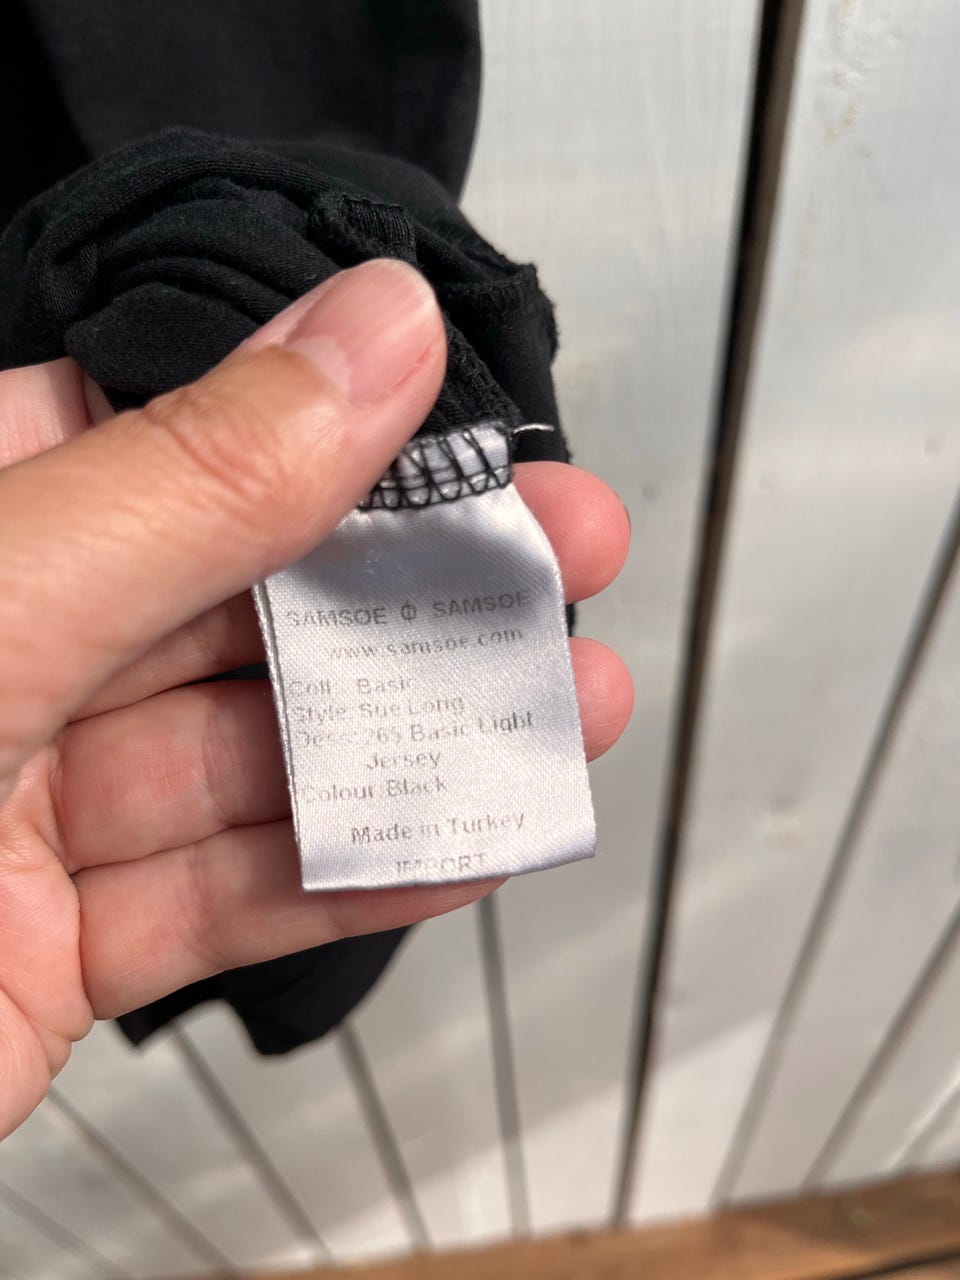 SAMSOE ф SAMSOE
www.samsoe.com
Coll.: Basic
Style: Sue Long
265 Basic Light
Jersey
Colour: Black
Made in Turkey
IMPORT